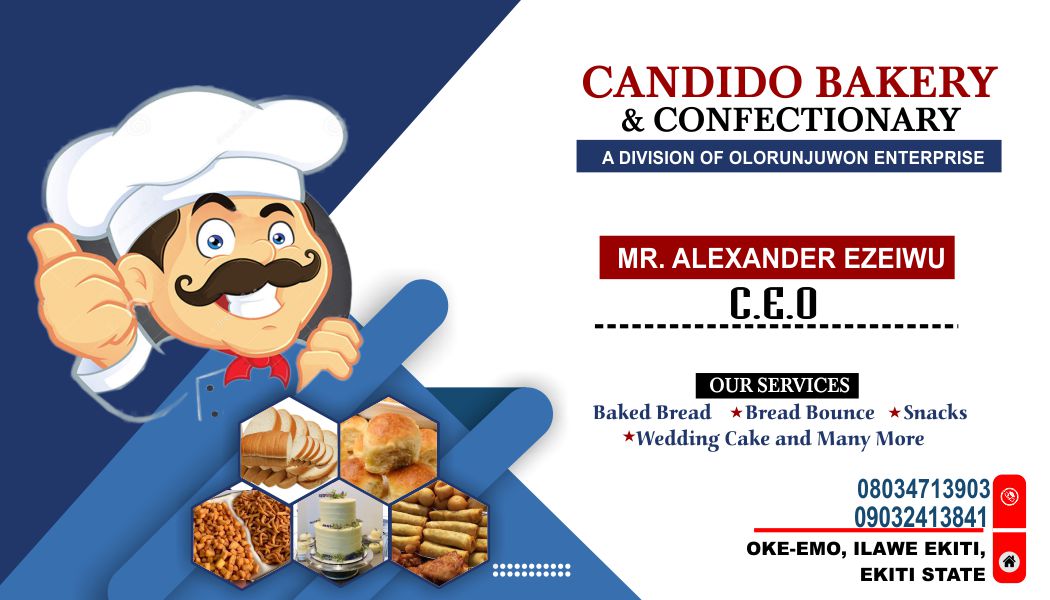 CANDIDO BAKERY
& CONFECTIONARY
A DIVISION OF OLORUNJUWON ENTERPRISE
MR. ALEXANDER EZEIWU
C.E.O
OUR SERVICES
Baked Bread ★Bread Bounce ★Snacks
★Wedding Cake and Many More
08034713903
09032413841
OKE-EMO, ILAWE EKITI,
EKITI STATE